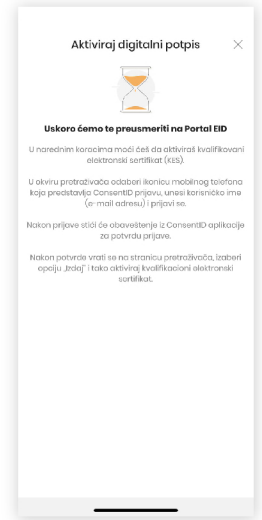 Aktiviraj digitalni potpis
Uskoro ćemo te preusmeriti na Portal EID
U narednim koracima moći ćeš da aktiviraš kvalifikovani
elektronski sertifikat (KES).
U okviru pretraživača odaberi ikonicu mobilnog telefona
koja predstavlja ConsentID prijavu, unesi korisničko ime
(e-mail adresu) i prijavi se.
Nakon prijave stići će obaveštenje iz ConsentID aplikacije
za potvrdu prijave.
Nakon potvrde vrati se na stranicu pretraživača, izaberi
opciju „Izdaj" i tako aktiviraj kvalifikacioni elektronski
sertifikat.